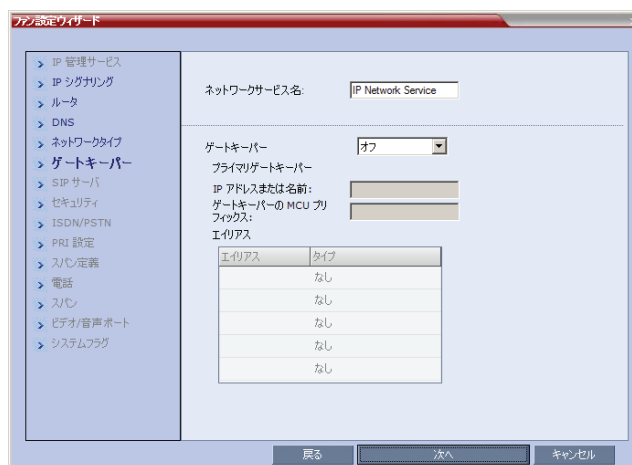 ファン設定ウィザード
IP 管理サービス
IP シグナリング
ルータ
DNS
ネットワークタイプ
ゲートキーパー
SIP サーバ
セキュリティ
ISDN/PSTN
PRI 設定
スパン定義
電話
スパン
ビデオ/音声ポート
システムフラグ
ネットワークサービス名: IP Network Service
ゲートキーパー オフ
プライマリゲートキーパー
IP アドレスまたは名前:
ゲートキーパーの MCU プリ
フィックス:
エイリアス
エイリアス タイプ
なし
なし
なし
なし
なし
戻る 次へ キャンセル